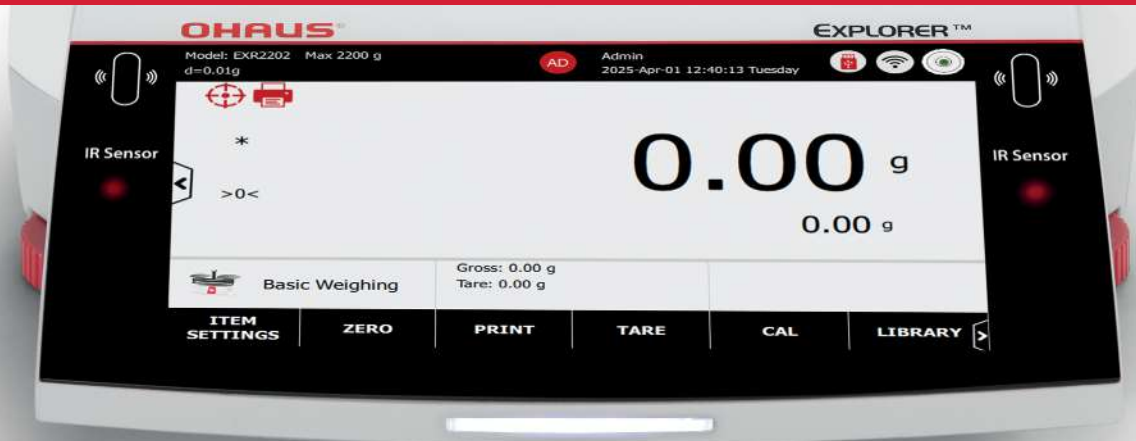 OHAUS® EXPLORER™
Model: EXR2202 Max 2200 g
d=0.01g
AD
Admin
2025-Apr-01 12:40:13 Tuesday
IR Sensor
*
>0<
0.00 g
0.00 g
IR Sensor
Basic Weighing
Gross: 0.00 g
Tare: 0.00 g
ITEM SETTINGS
ZERO
PRINT
TARE
CAL
LIBRARY